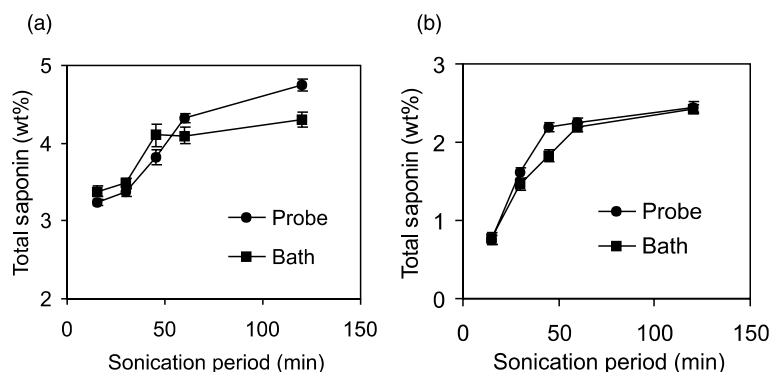 (a)
5
4
3
2
Total saponin (wt%)
Probe
Bath
0
50
100
150
Sonication period (min)
(b)
3
2
1
0
Total saponin (wt%)
Probe
Bath
0
50
100
150
Sonication period (min)